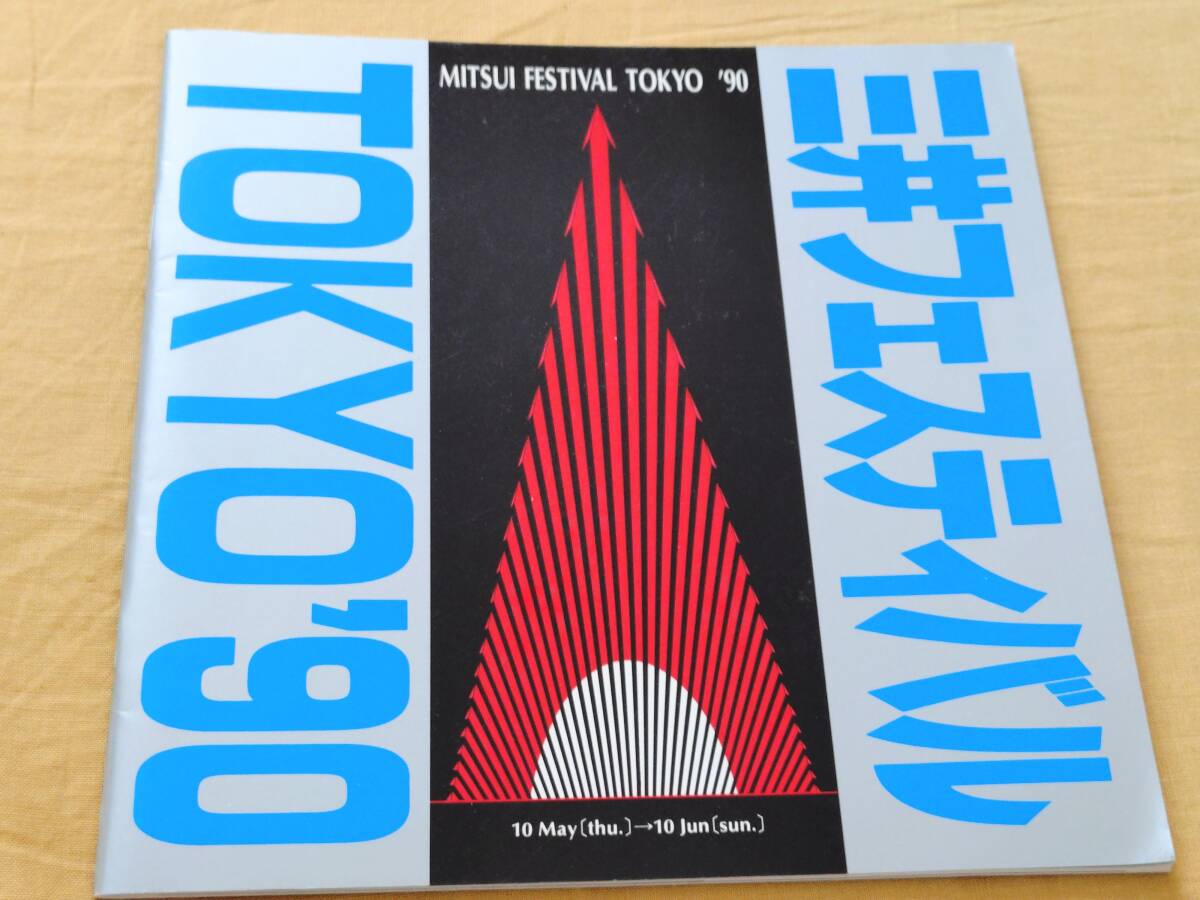 TOKYO'90
MITSUI FESTIVAL TOKYO '90
10 May〔thu.〕→10 Jun〔sun.〕
三井フェスティバル